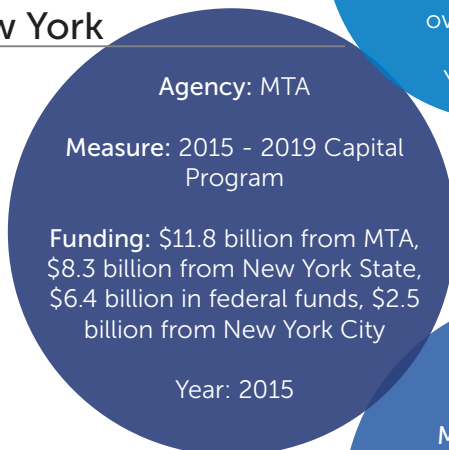 York
Agency: MTA
Measure: 2015 - 2019 Capital
Program
Funding: $11.8 billion from MTA,
$8.3 billion from New York State,
$6.4 billion in federal funds, $2.5
billion from New York City
Year: 2015